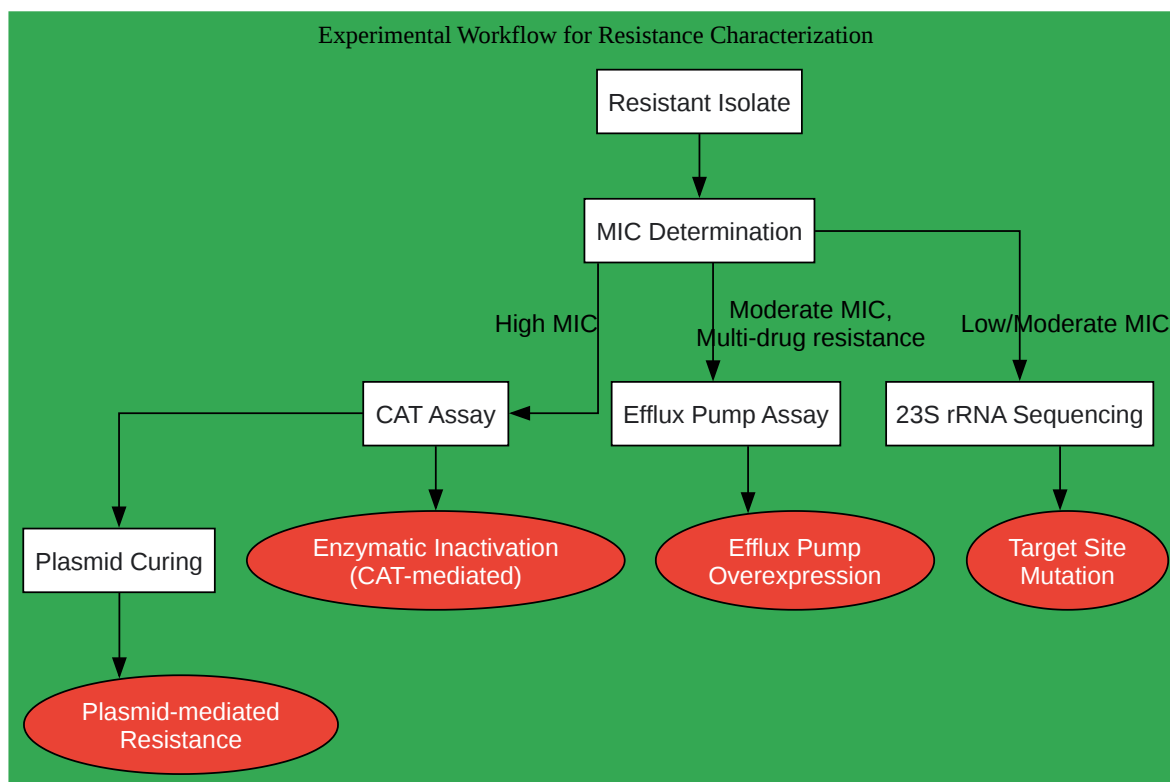 Experimental Workflow for Resistance Characterization
Resistant Isolate
MIC Determination
High MIC
Moderate MIC,
Multi-drug resistance
Low/Moderate MIC
CAT Assay
Efflux Pump Assay
23S rRNA Sequencing
Plasmid Curing
Enzymatic Inactivation
(CAT-mediated)
Efflux Pump
Overexpression
Target Site
Mutation
Plasmid-mediated
Resistance